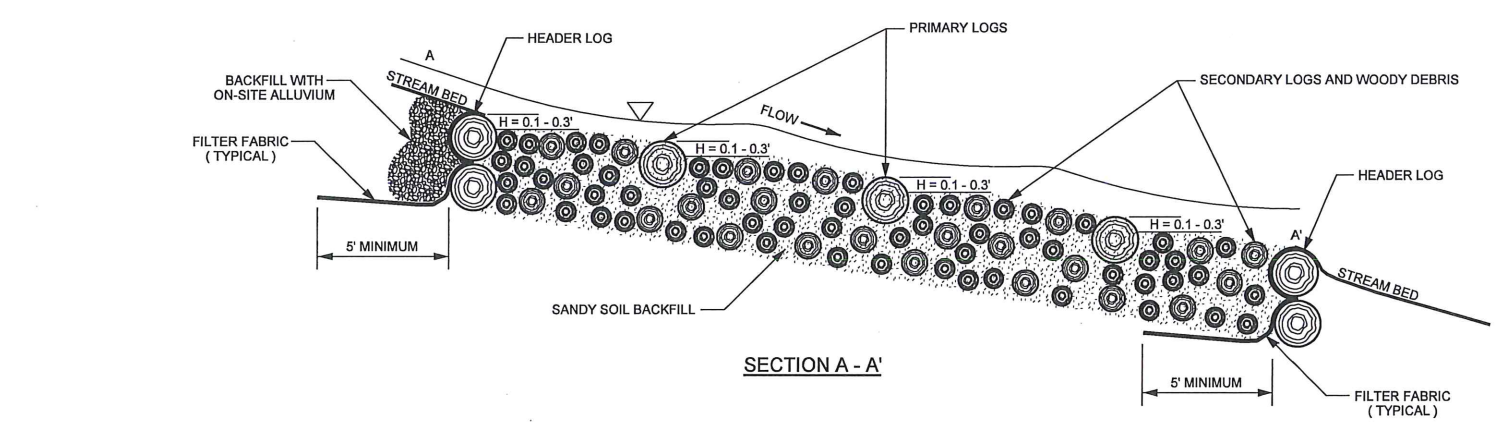 PRIMARY LOGS
HEADER LOG
A
BACKFILL WITH
ON-SITE ALLUVIUM
STREAM BED
SECONDARY LOGS AND WOODY DEBRIS
FLOW
H = 0.1 - 0.3'
FILTER FABRIC
( TYPICAL )
H = 0.1 - 0.3'
H = 0.1 - 0.3'
HEADER LOG
H = 0.1 - 0.3'
A'
5' MINIMUM
STREAM BED
SANDY SOIL BACKFILL
SECTION A - A'
5' MINIMUM
FILTER FABRIC
( TYPICAL )